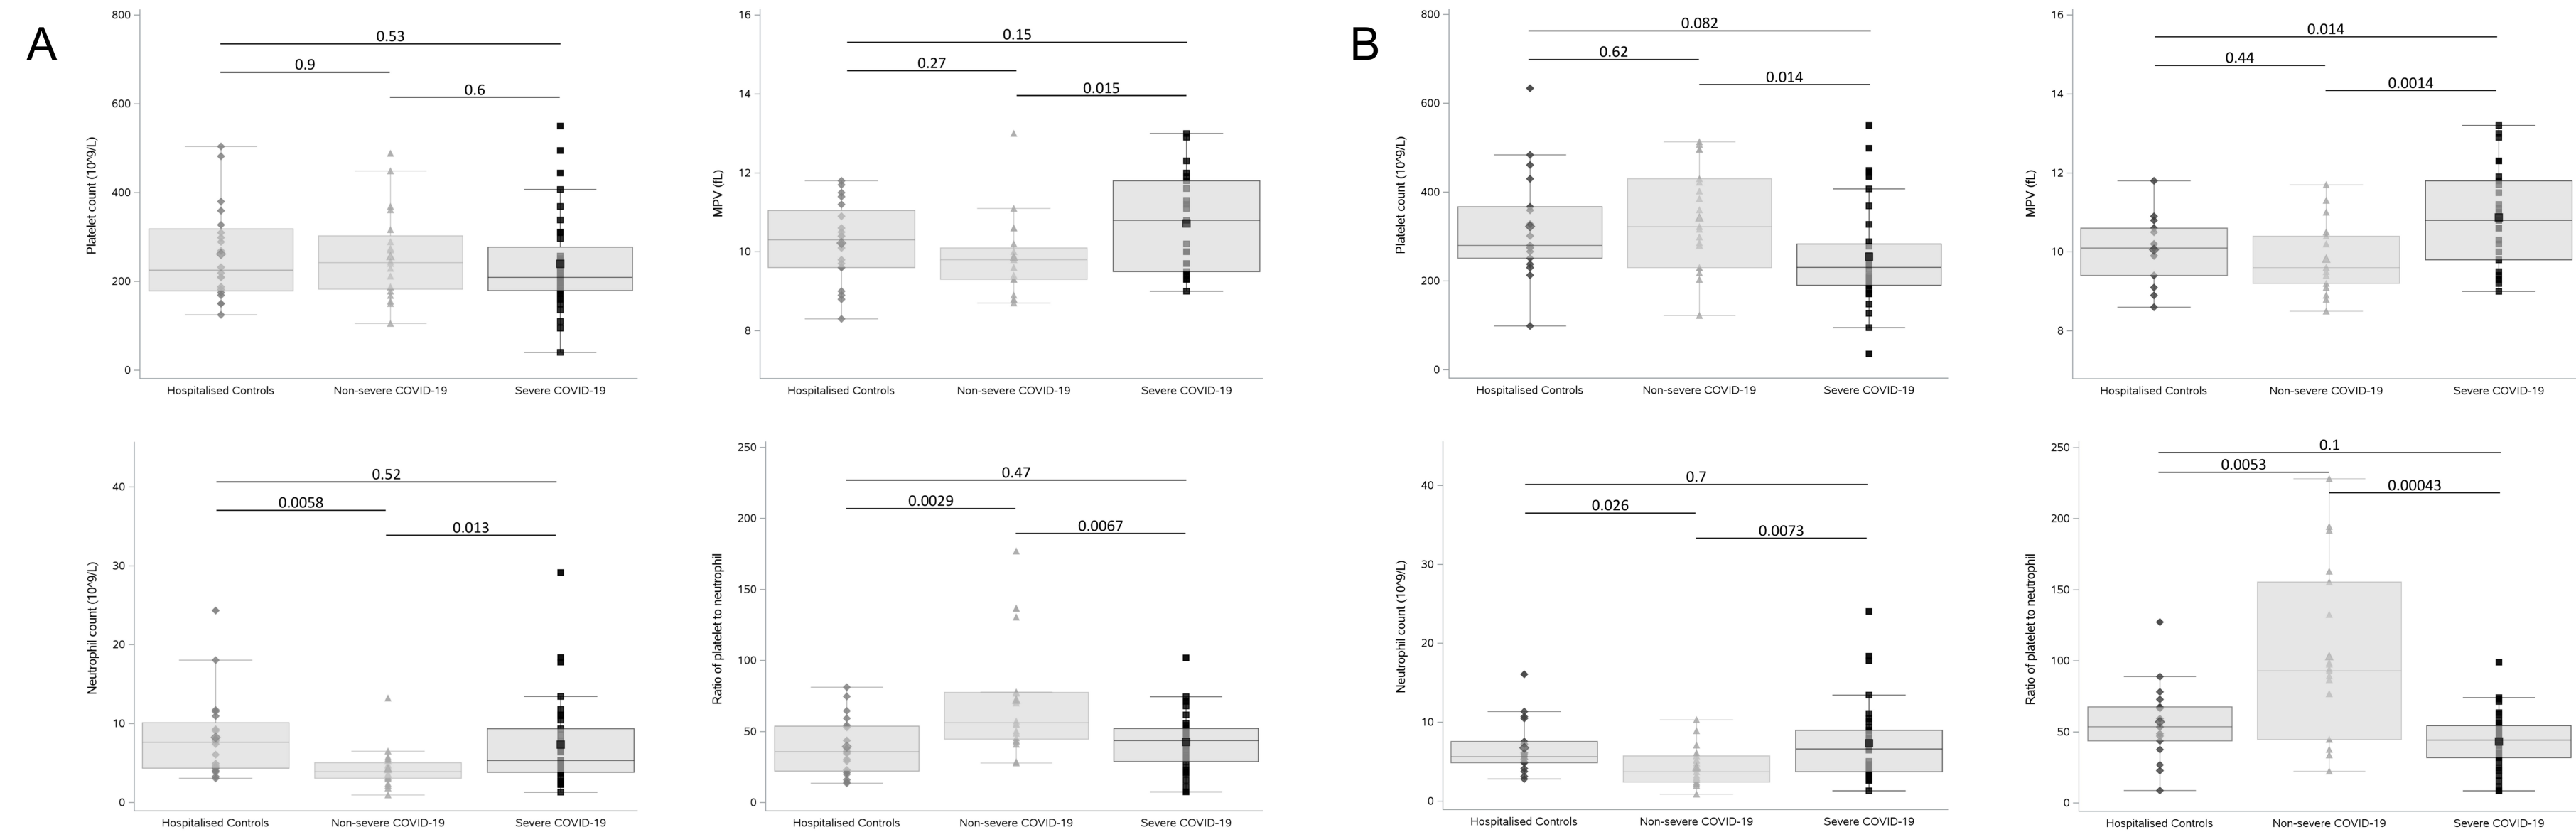 A
Platelet count (10^9/L)
800
600
400
200
0
0.53
0.9
0.6
Hospitalised Controls
Non-severe COVID-19
Severe COVID-19
MPV (fL)
16
14
12
10
8
0.15
0.27
0.015
Hospitalised Controls
Non-severe COVID-19
Severe COVID-19
Neutrophil count (10^9/L)
40
30
20
10
0
0.52
0.0058
0.013
Hospitalised Controls
Non-severe COVID-19
Severe COVID-19
Ratio of platelet to neutrophil
250
200
150
100
50
0
0.47
0.0029
0.0067
Hospitalised Controls
Non-severe COVID-19
Severe COVID-19
B
Platelet count (10^9/L)
800
600
400
200
0
0.082
0.62
0.014
Hospitalised Controls
Non-severe COVID-19
Severe COVID-19
MPV (fL)
16
14
12
10
8
0.014
0.44
0.0014
Hospitalised Controls
Non-severe COVID-19
Severe COVID-19
Neutrophil count (10^9/L)
40
30
20
10
0
0.7
0.026
0.0073
Hospitalised Controls
Non-severe COVID-19
Severe COVID-19
Ratio of platelet to neutrophil
250
200
150
100
50
0
0.1
0.0053
0.00043
Hospitalised Controls
Non-severe COVID-19
Severe COVID-19